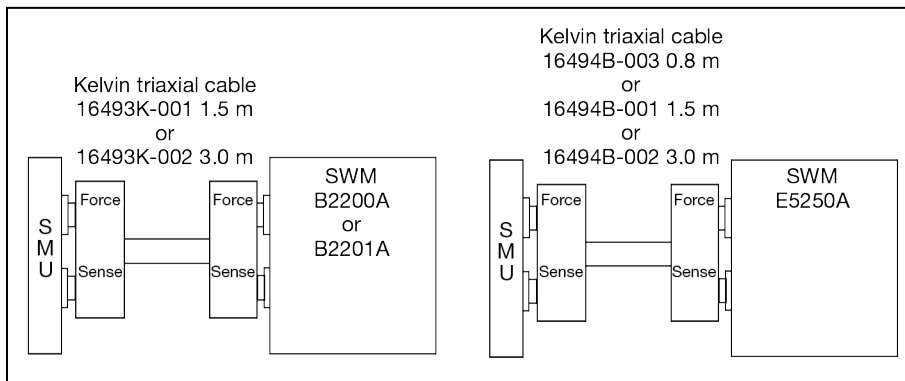 Kelvin triaxial cable
16493K-001 1.5 m
or
16493K-002 3.0 m
SMU
Force
Sense
Force
Sense
SWM
B2200A
or
B2201A
Kelvin triaxial cable
16494B-003 0.8 m
or
16494B-001 1.5 m
or
16494B-002 3.0 m
SMU
Force
Sense
Force
Sense
SWM
E5250A